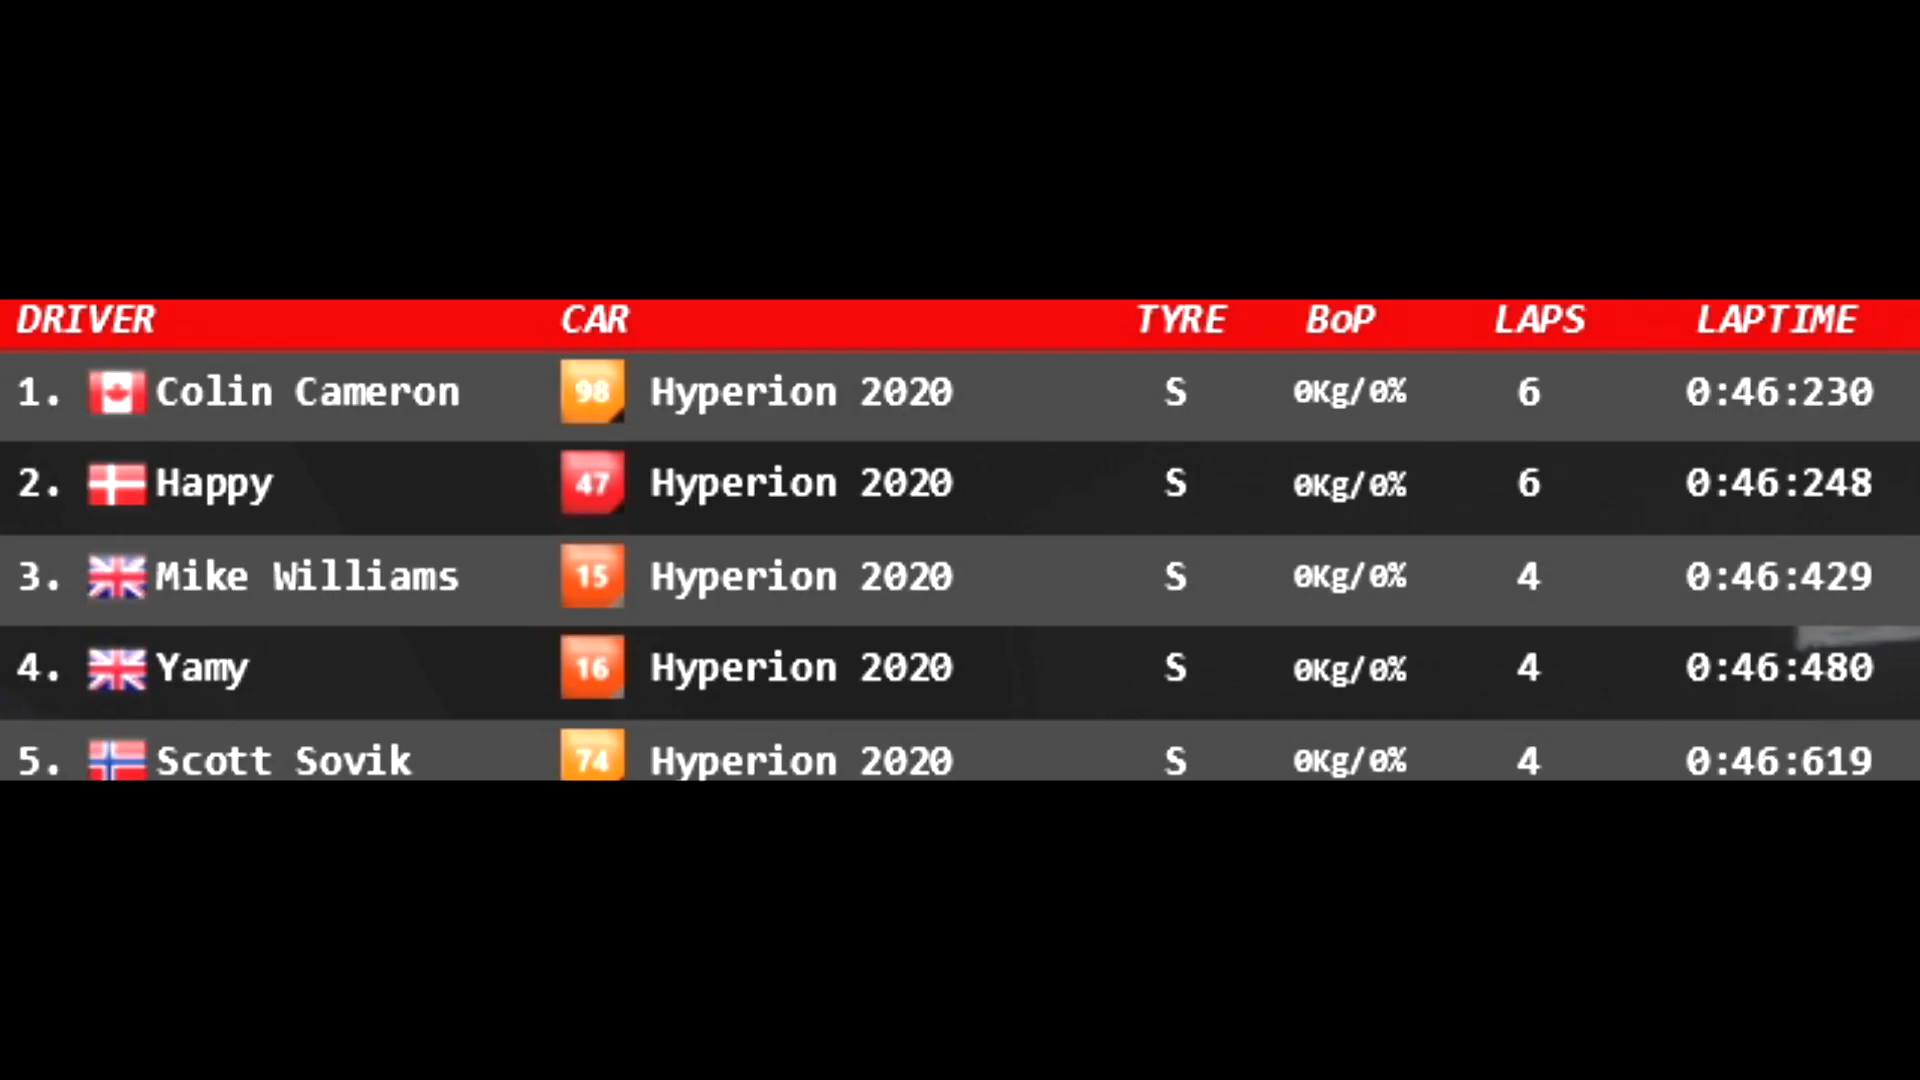 DRIVER CAR TYRE BoP LAPS LAPTIME
1. Colin Cameron 98 Hyperion 2020 S 0Kg/0% 6 0:46:230
2. Happy 47 Hyperion 2020 S 0Kg/0% 6 0:46:248
3. Mike Williams 15 Hyperion 2020 S 0Kg/0% 4 0:46:429
4. Yamy 16 Hyperion 2020 S 0Kg/0% 4 0:46:480
5. Scott Sovik 74 Hyperion 2020 S 0Kg/0% 4 0:46:619